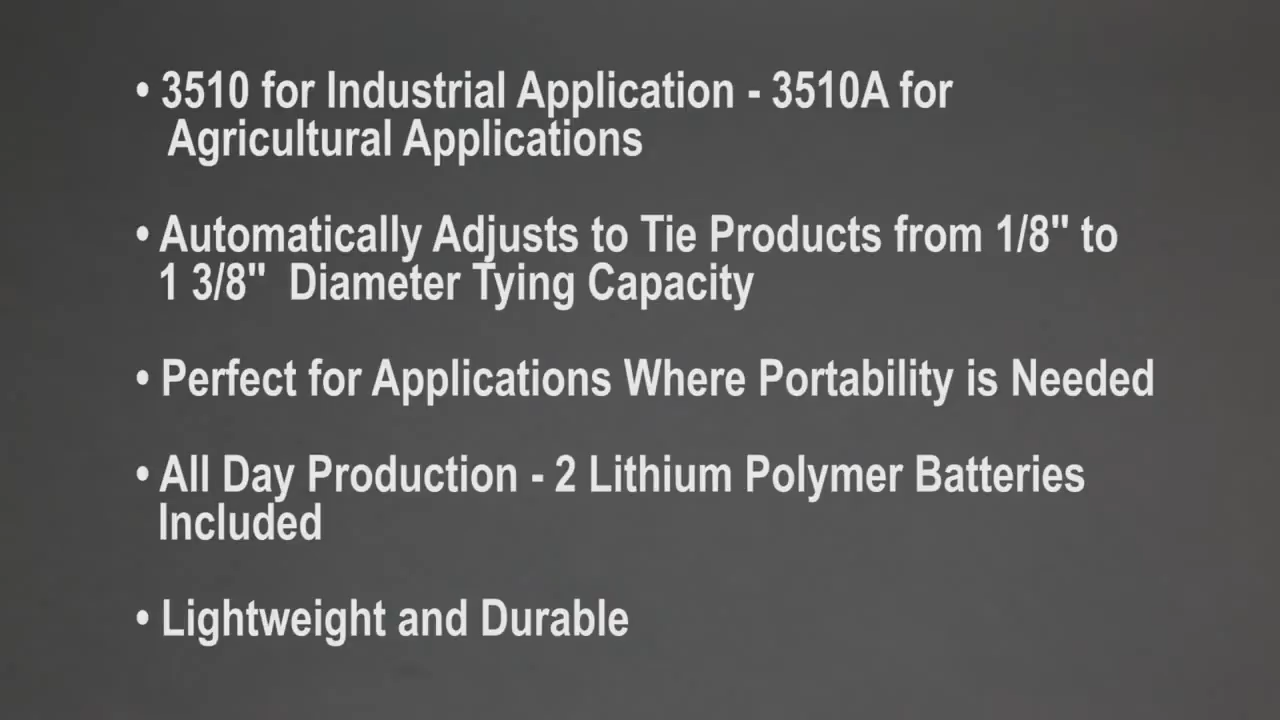 • 3510 for Industrial Application - 3510A for
Agricultural Applications
• Automatically Adjusts to Tie Products from 1/8" to
1 3/8" Diameter Tying Capacity
• Perfect for Applications Where Portability is Needed
• All Day Production - 2 Lithium Polymer Batteries
Included
• Lightweight and Durable